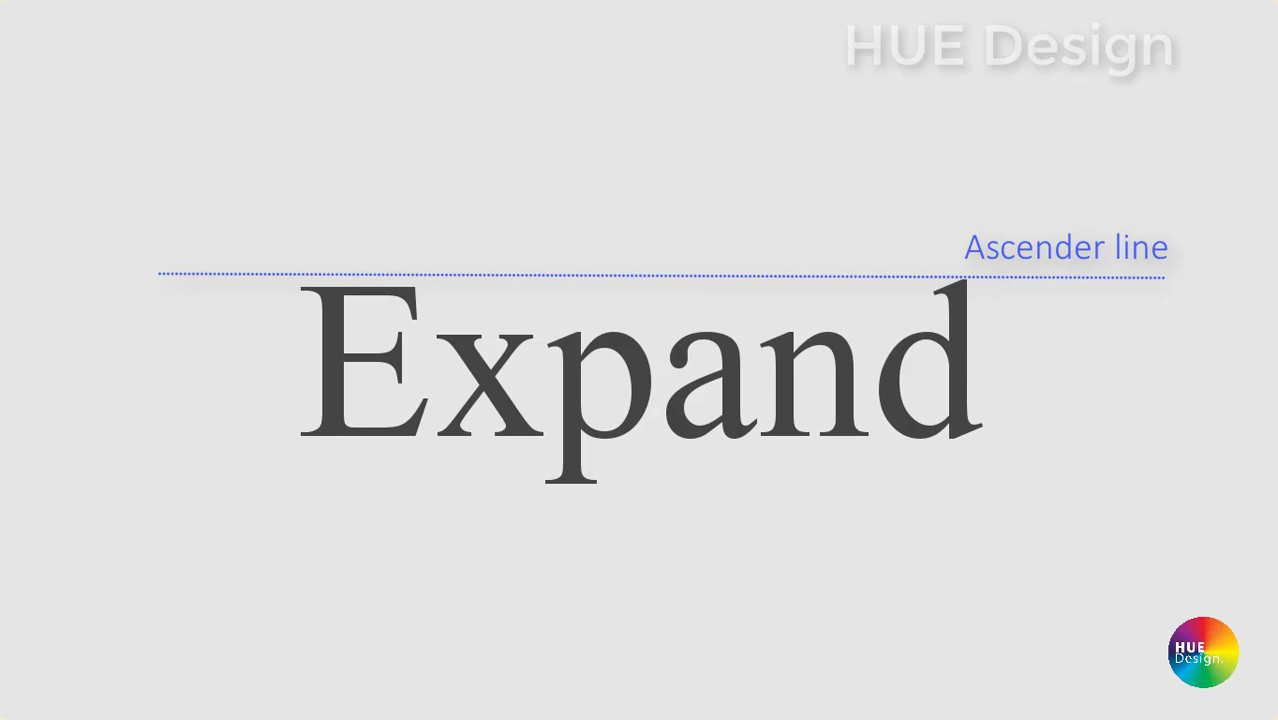 HUE Design
Ascender line
Expand
HUE
Design.